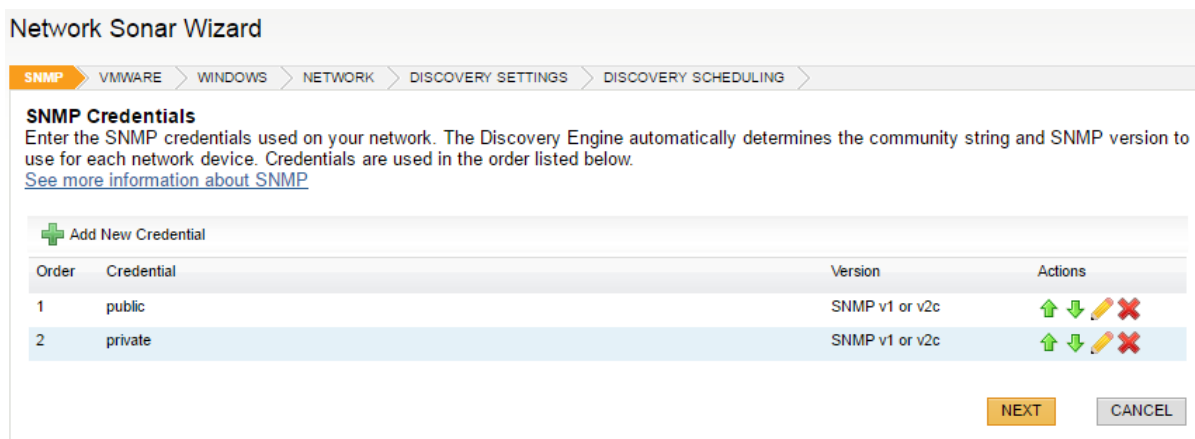 Network Sonar Wizard
SNMP VMWARE WINDOWS NETWORK DISCOVERY SETTINGS DISCOVERY SCHEDULING
SNMP Credentials
Enter the SNMP credentials used on your network. The Discovery Engine automatically determines the community string and SNMP version to
use for each network device. Credentials are used in the order listed below.
See more information about SNMP
Add New Credential
Order Credential Version Actions
1 public SNMP v1 or v2c
2 private SNMP v1 or v2c
NEXT CANCEL